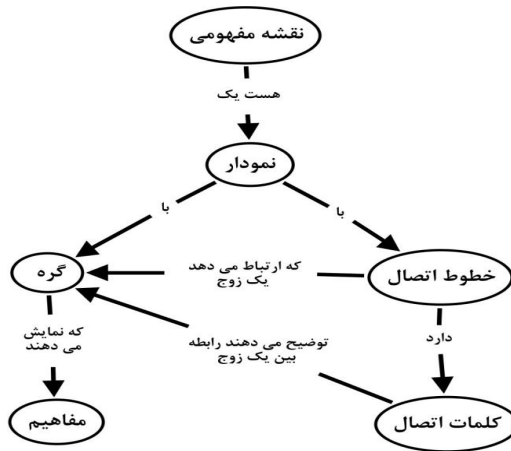 نقشه مفهومی
هست یک
نمودار
با
با
گره
که ارتباط می دهد
یک زوج
خطوط اتصال
که نمایش
می دهند
توضیح می دهند رابطه
بین یک زوج
دارد
مفاهیم
کلمات اتصال